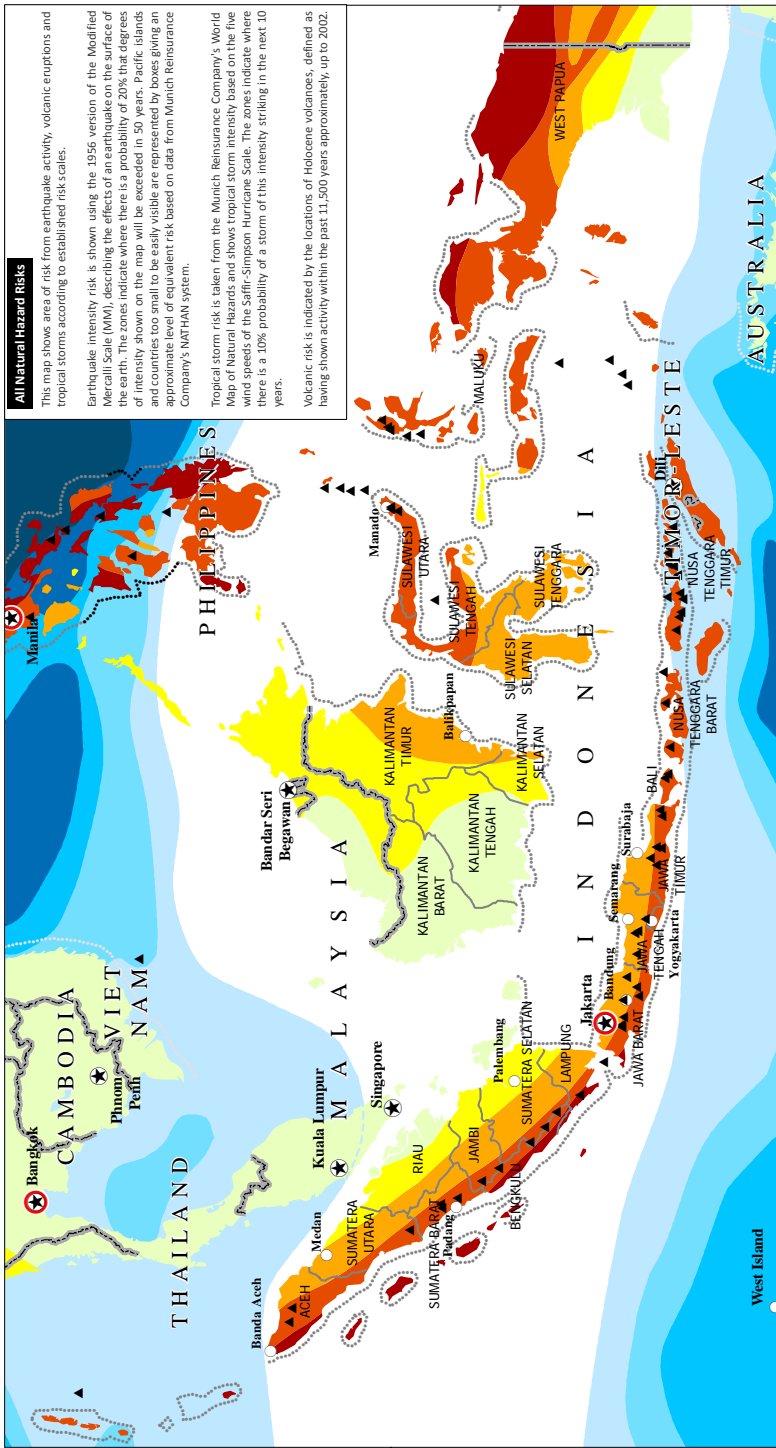 All Natural Hazard Risks
This map shows area of risk from earthquake activity, volcanic eruptions and
tropical storms according to established risk scales.
Earthquake intensity risk is shown using the 1956 version of the Modified
Mercalli Scale (MM), describing the effects of an earthquake on the surface of
the earth. The zones indicate where there is a probability of 20% that degrees
of intensity shown on the map will be exceeded in 50 years. Pacific islands
and countries too small to be easily visible are represented by boxes giving an
approximate level of equivalent risk based on data from Munich Reinsurance
Company's NATHAN system.
Tropical storm risk is taken from the Munich Reinsurance Company's World
Map of Natural Hazards and shows tropical storm intensity based on the five
wind speeds of the Saffir-Simpson Hurricane Scale. The zones indicate where
there is a 10% probability of a storm of this intensity striking in the next 10
years.
Volcanic risk is indicated by the locations of Holocene volcanoes, defined as
having shown activity within the past 11,500 years approximately, up to 2002.
Bangkok
CAMBODIA
Phnom
Penh
VIET
NAM
THAILAND
Manila
PHILIPPINES
Bandar Seri
Begawan
Kuala Lumpur
MALAYSIA
Singapore
Banda Aceh
ACEH
Medan
SUMATERA
UTARA
RIAU
SUMATERA BARAT
Padang
JAMBI
BENGKULU
Palembang
SUMATERA SELATAN
LAMPUNG
KALIMANTAN
BARAT
KALIMANTAN
TENGAH
KALIMANTAN
TIMUR
Balikpapan
KALIMANTAN
SELATAN
Manado
SULAWESI
UTARA
SULAWESI
TENGAH
SULAWESI
SELATAN
SULAWESI
TENGGARA
MALUKU
WEST PAPUA
INDONESIA
Jakarta
Bandung
JAWA BARAT
Semarang
JAWA
TENGAH
Yogyakarta
Surabaja
JAWA
TIMUR
BALI
NUSA
TENGGARA
BARAT
NUSA
TENGGARA
TIMUR
Dili
TIMOR-LESTE
AUSTRALIA
West Island